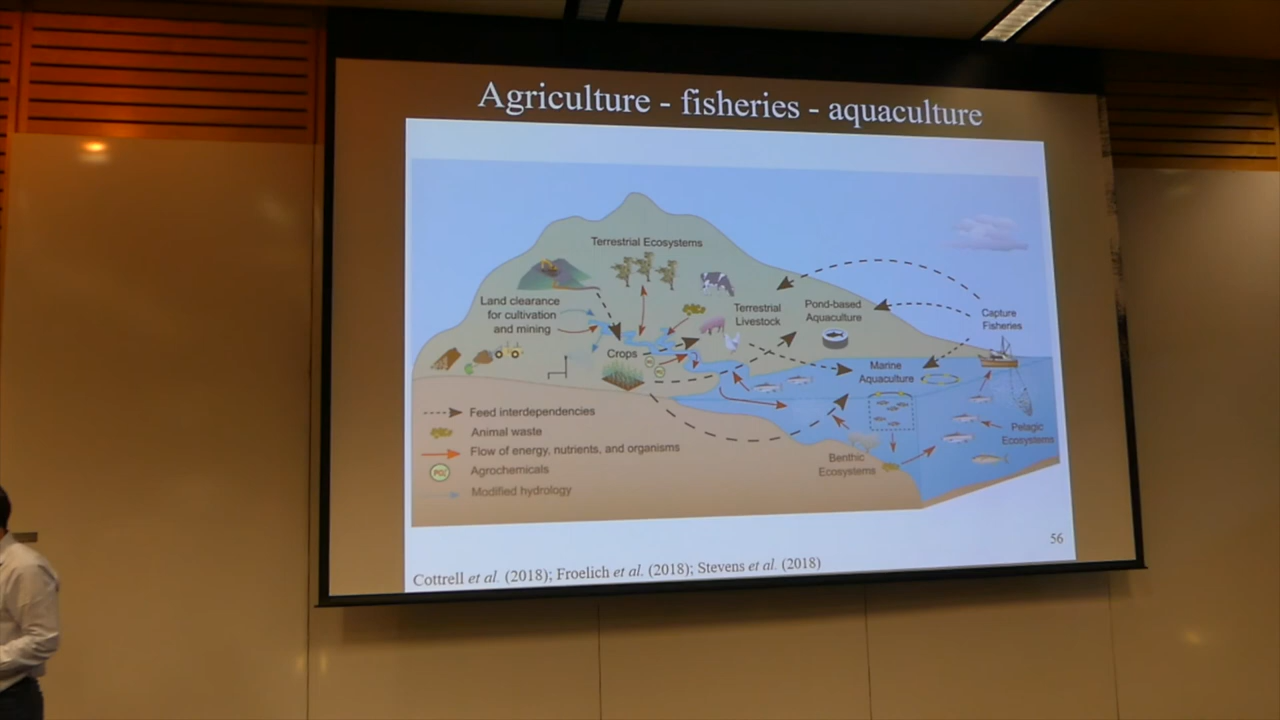 Agriculture - fisheries - aquaculture
Terrestrial Ecosystems
Land clearance
for cultivation
and mining
Terrestrial
Livestock
Pond-based
Aquaculture
Capture
Fisheries
Crops
Marine
Aquaculture
Feed interdependencies
Animal waste
Flow of energy, nutrients, and organisms
Agrochemicals
Modified hydrology
Benthic
Ecosystems
Pelagic
Ecosystems
56
Cottrell et al. (2018); Froelich et al. (2018); Stevens et al. (2018)